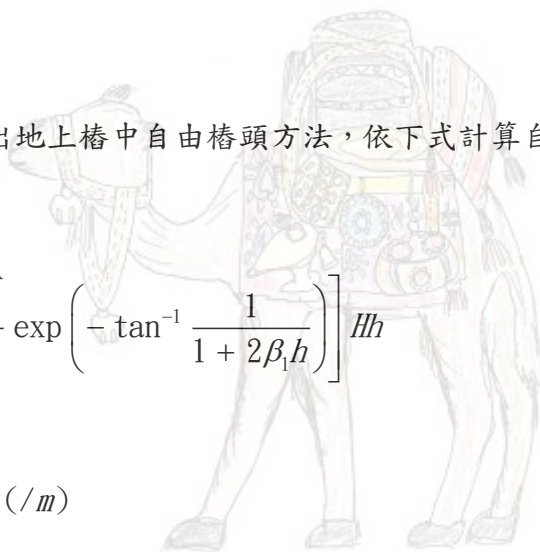 出地上樁中自由樁頭方法，依下式計算自
exp(− tan⁻¹ 1/(1 + 2β₁h))]Hh
(/m)